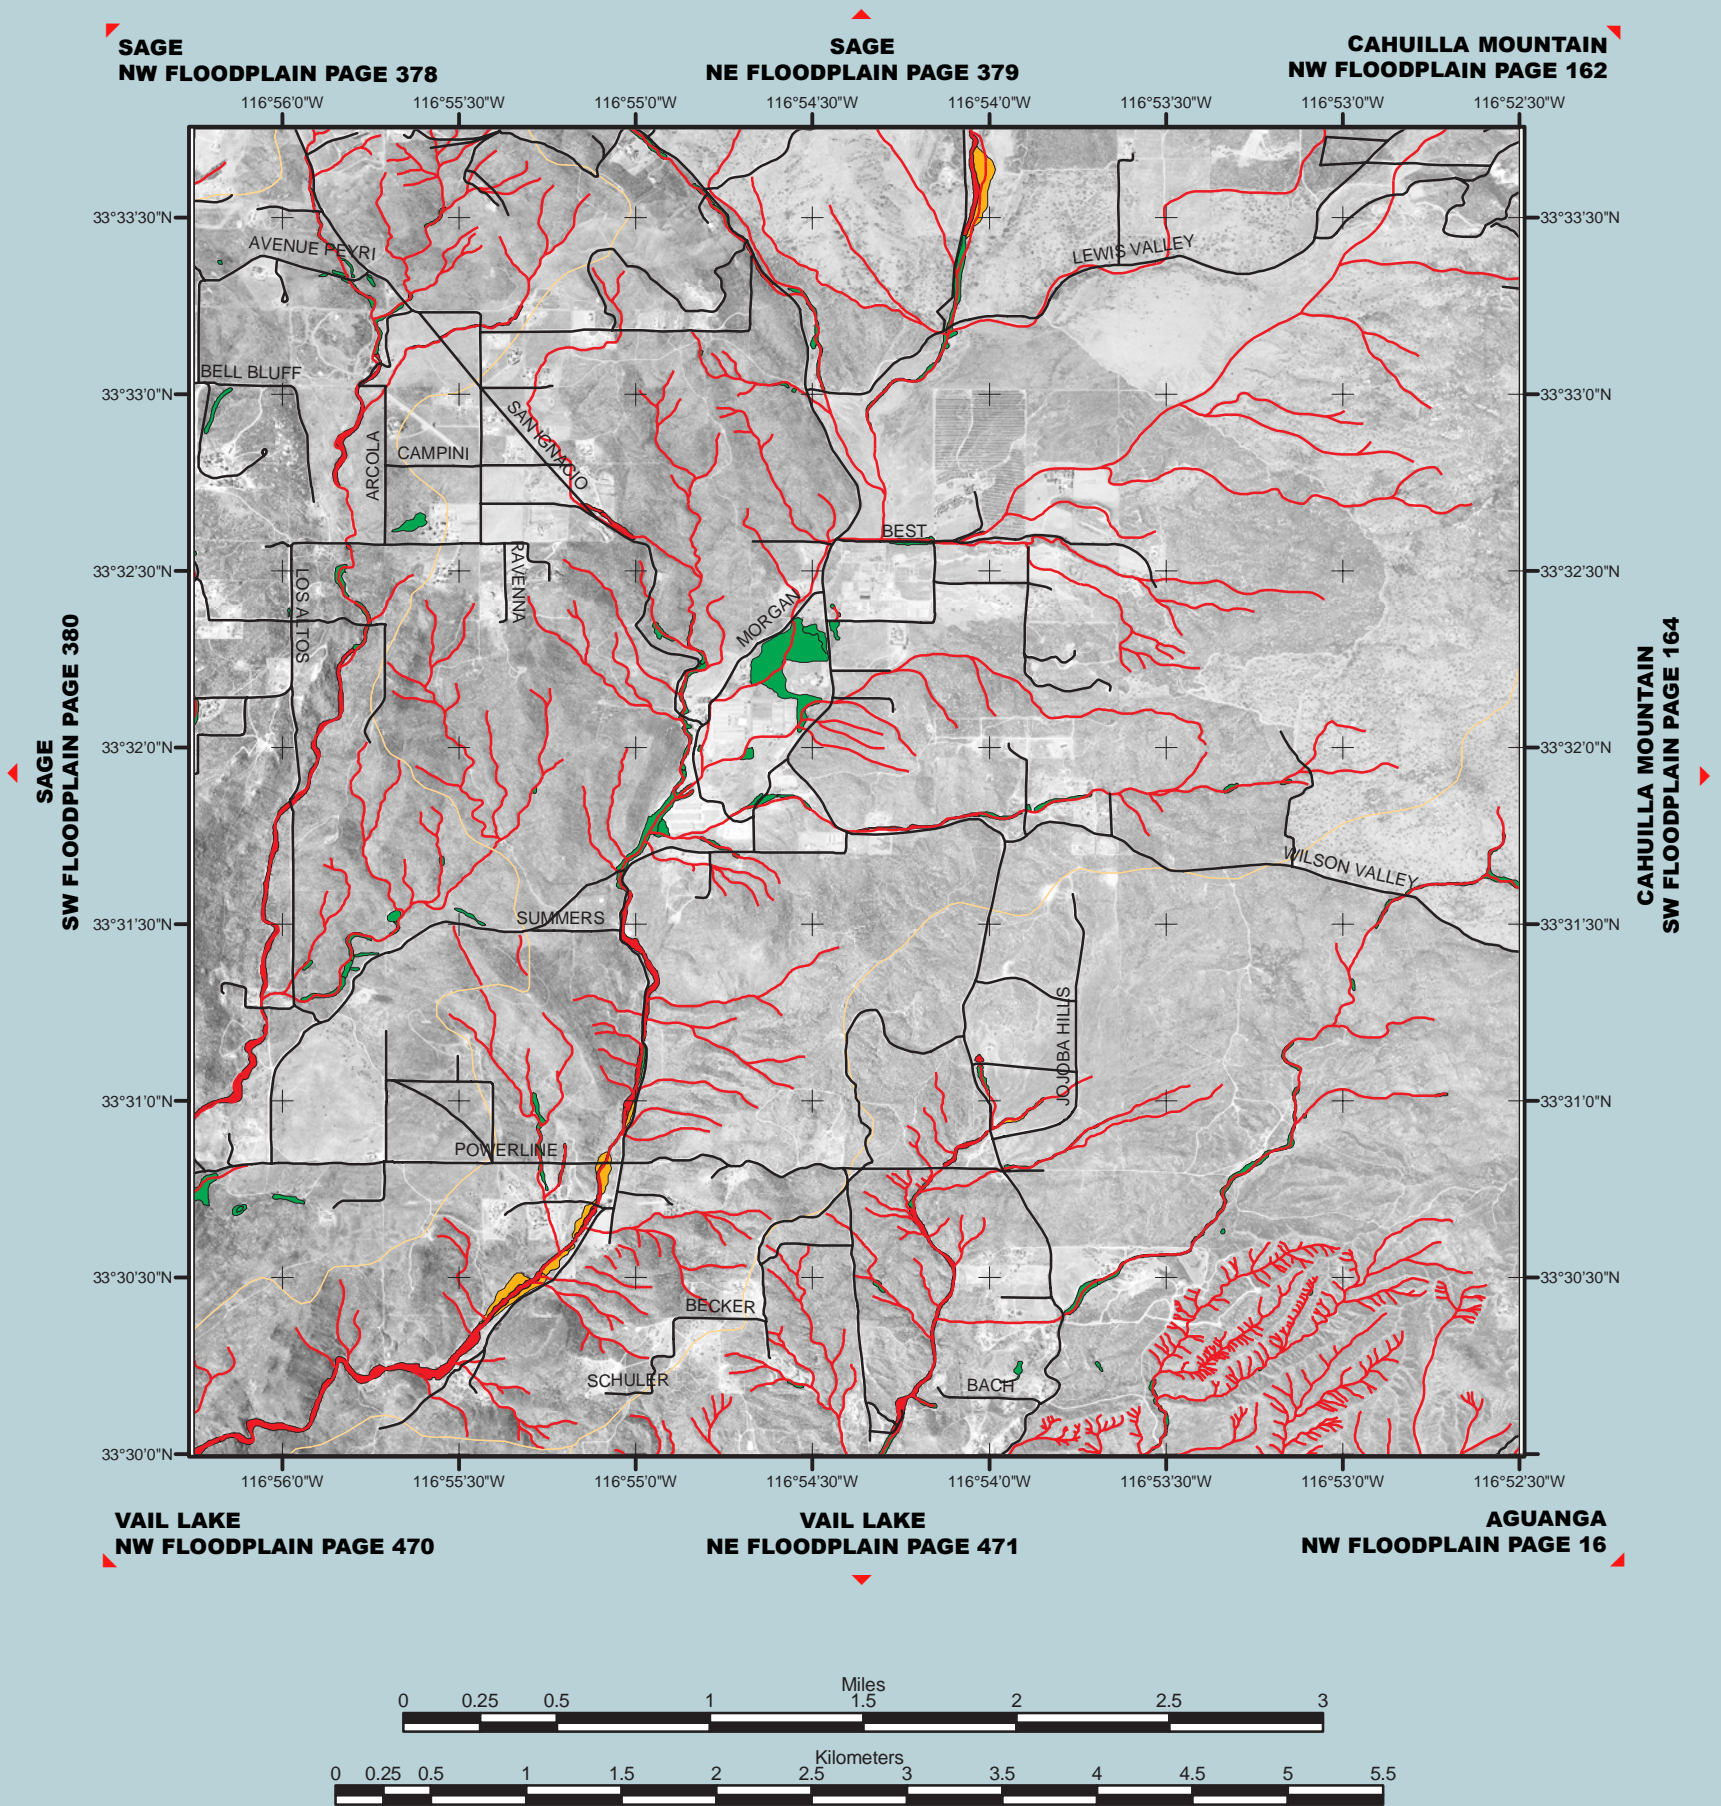 SAGE
NW FLOODPLAIN PAGE 378
SAGE
NE FLOODPLAIN PAGE 379
CAHUILLA MOUNTAIN
NW FLOODPLAIN PAGE 162
116°56'0"W
116°55'30"W
116°55'0"W
116°54'30"W
116°54'0"W
116°53'30"W
116°53'0"W
116°52'30"W
33°33'30"N
33°33'30"N
AVENUE PEYRI
LEWIS VALLEY
BELL BLUFF
33°33'0"N
33°33'0"N
SAN IGNACIO
ARCOLA
CAMPINI
BEST
33°32'30"N
33°32'30"N
LOS ALTOS
RAVENNA
MORGAN
SAGE
SW FLOODPLAIN PAGE 380
CAHUILLA MOUNTAIN
SW FLOODPLAIN PAGE 164
33°32'0"N
33°32'0"N
WILSON VALLEY
SUMMERS
33°31'30"N
33°31'30"N
JOJOBA HILLS
33°31'0"N
33°31'0"N
POWERLINE
33°30'30"N
33°30'30"N
BECKER
SCHULER
BACH
33°30'0"N
33°30'0"N
116°56'0"W
116°55'30"W
116°55'0"W
116°54'30"W
116°54'0"W
116°53'30"W
116°53'0"W
116°52'30"W
VAIL LAKE
NW FLOODPLAIN PAGE 470
VAIL LAKE
NE FLOODPLAIN PAGE 471
AGUANGA
NW FLOODPLAIN PAGE 16
Miles
0 0.25 0.5 1 1.5 2 2.5 3
Kilometers
0 0.25 0.5 1 1.5 2 2.5 3 3.5 4 4.5 5 5.5